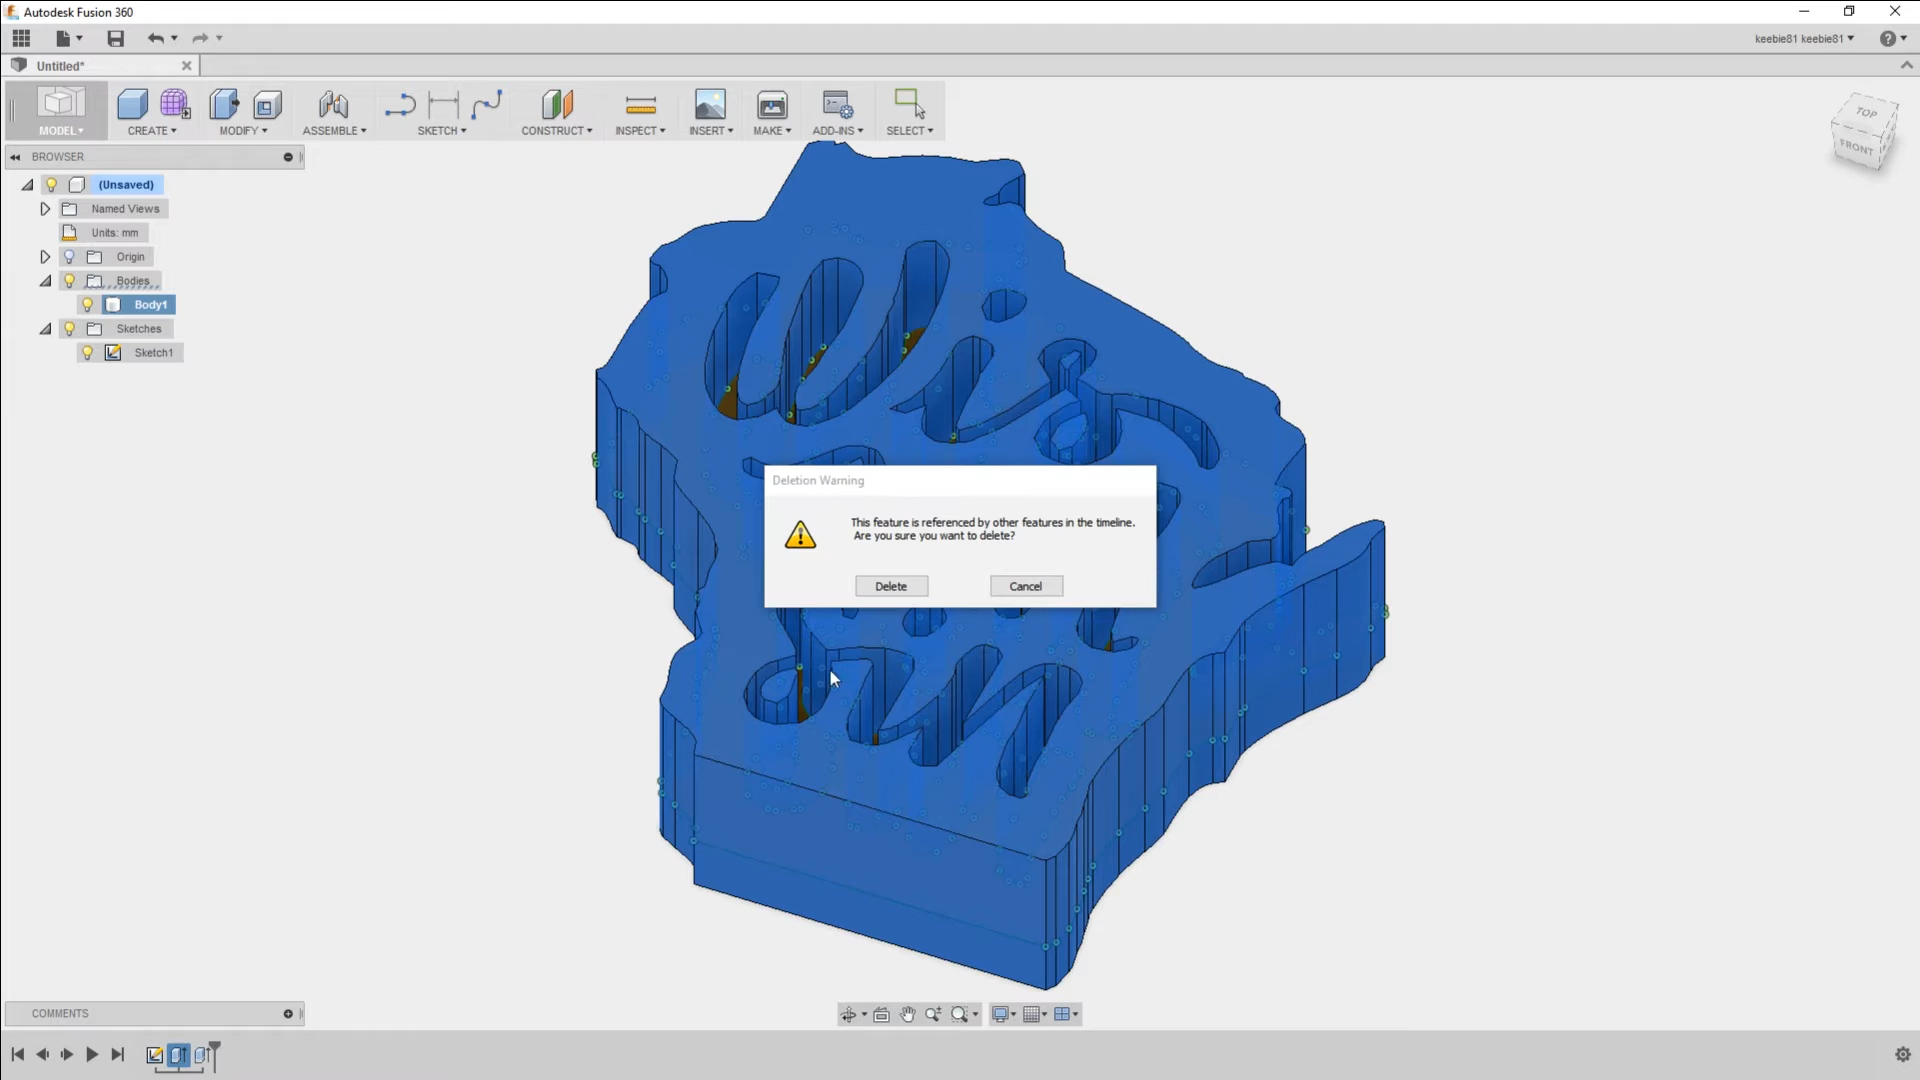 Autodesk Fusion 360
keebie81 keebie81
Untitled*
MODEL
CREATE
MODIFY
ASSEMBLE
SKETCH
CONSTRUCT
INSPECT
INSERT
MAKE
ADD-INS
SELECT
TOP
FRONT
BROWSER
(Unsaved)
Named Views
Units: mm
Origin
Bodies
Body1
Sketches
Sketch1
Deletion Warning
This feature is referenced by other features in the timeline.
Are you sure you want to delete?
Delete
Cancel
COMMENTS